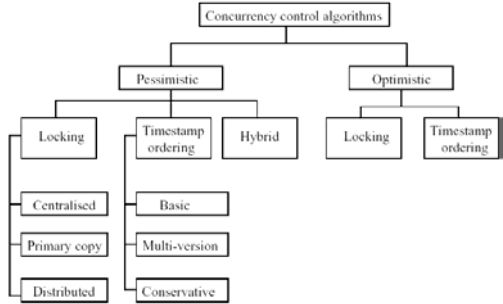 Concurrency control algorithms
Pessimistic
Optimistic
Locking
Timestamp
ordering
Hybrid
Locking
Timestamp
ordering
Centralised
Basic
Primary copy
Multi-version
Distributed
Conservative